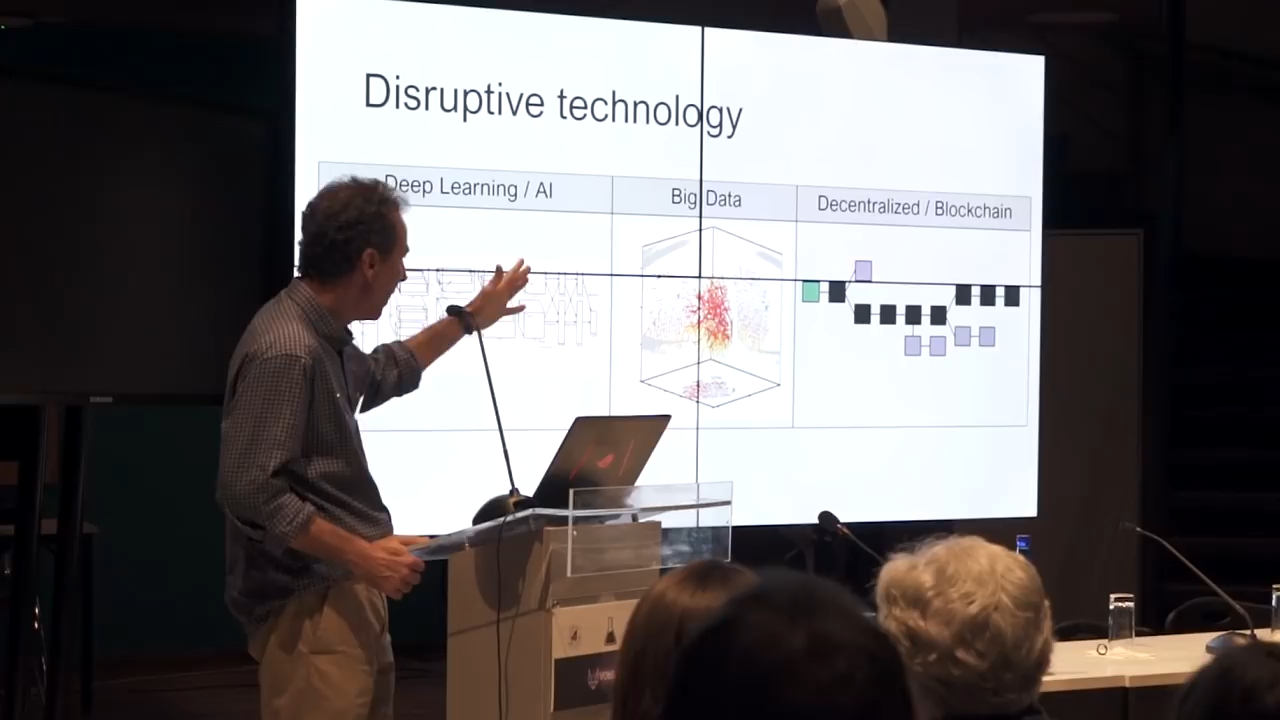 Disruptive technology
Deep Learning / AI
Big Data
Decentralized / Blockchain